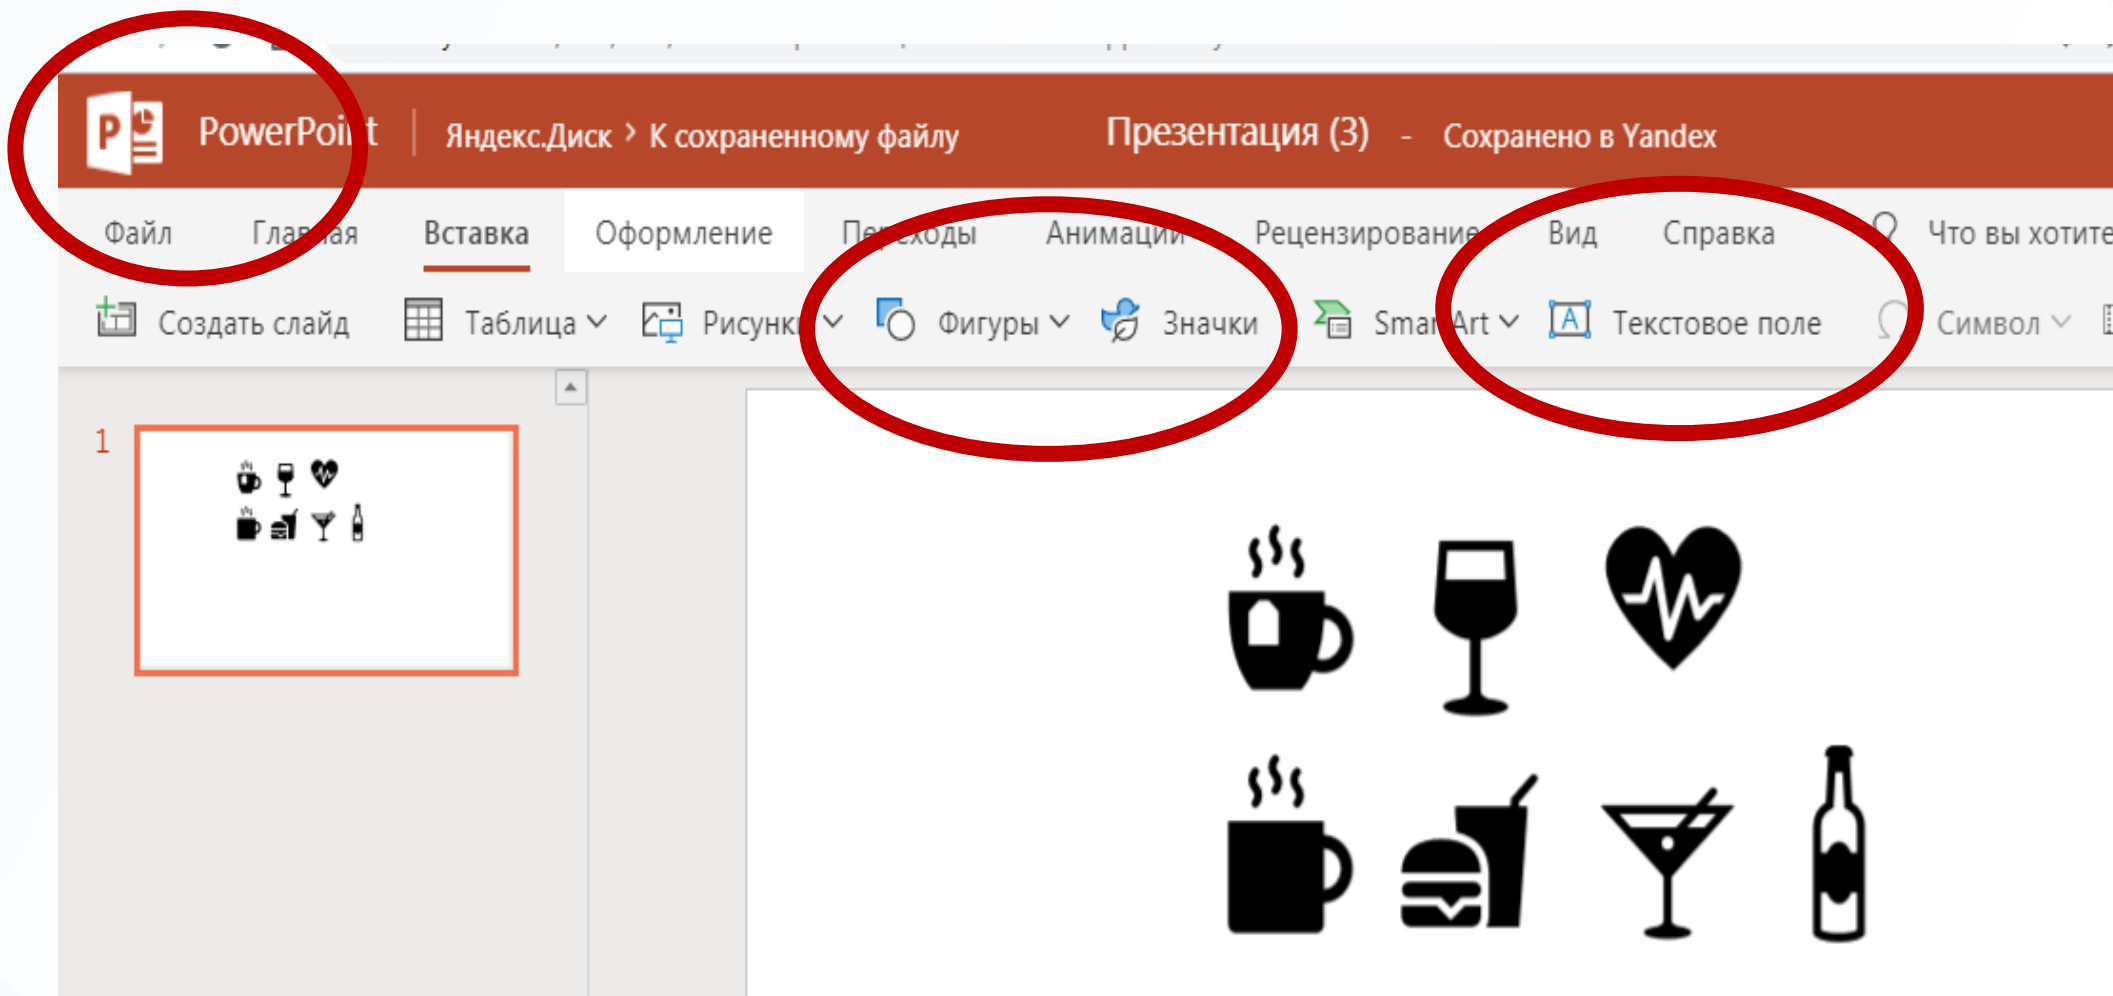 PowerPoint Яндекс.Диск > К сохраненному файлу Презентация (3) - Сохранено в Yandex
Файл Главная Вставка Оформление Переходы Анимации Рецензирование Вид Справка Что вы хотите
Создать слайд Таблица Рисунки Фигуры Значки SmartArt Текстовое поле Символ
1